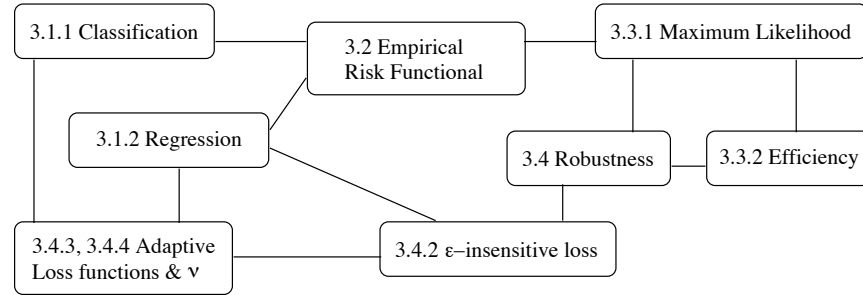 3.1.1 Classification
3.2 Empirical
Risk Functional
3.3.1 Maximum Likelihood
3.1.2 Regression
3.4 Robustness
3.3.2 Efficiency
3.4.3, 3.4.4 Adaptive
Loss functions & ν
3.4.2 ε–insensitive loss